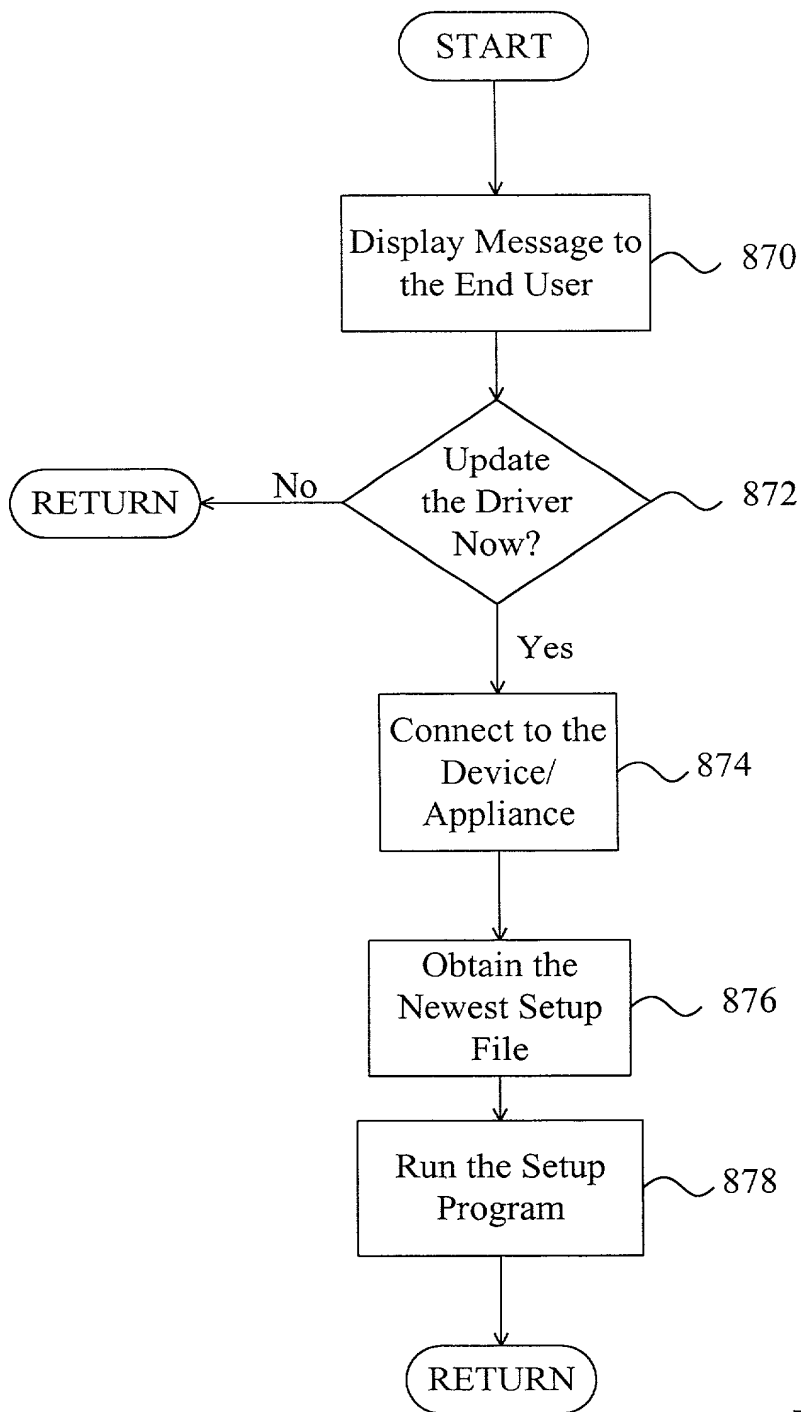 START
Display Message to
the End User
870
Update
the Driver
Now?
872
No
RETURN
Yes
Connect to the
Device/
Appliance
874
Obtain the
Newest Setup
File
876
Run the Setup
Program
878
RETURN